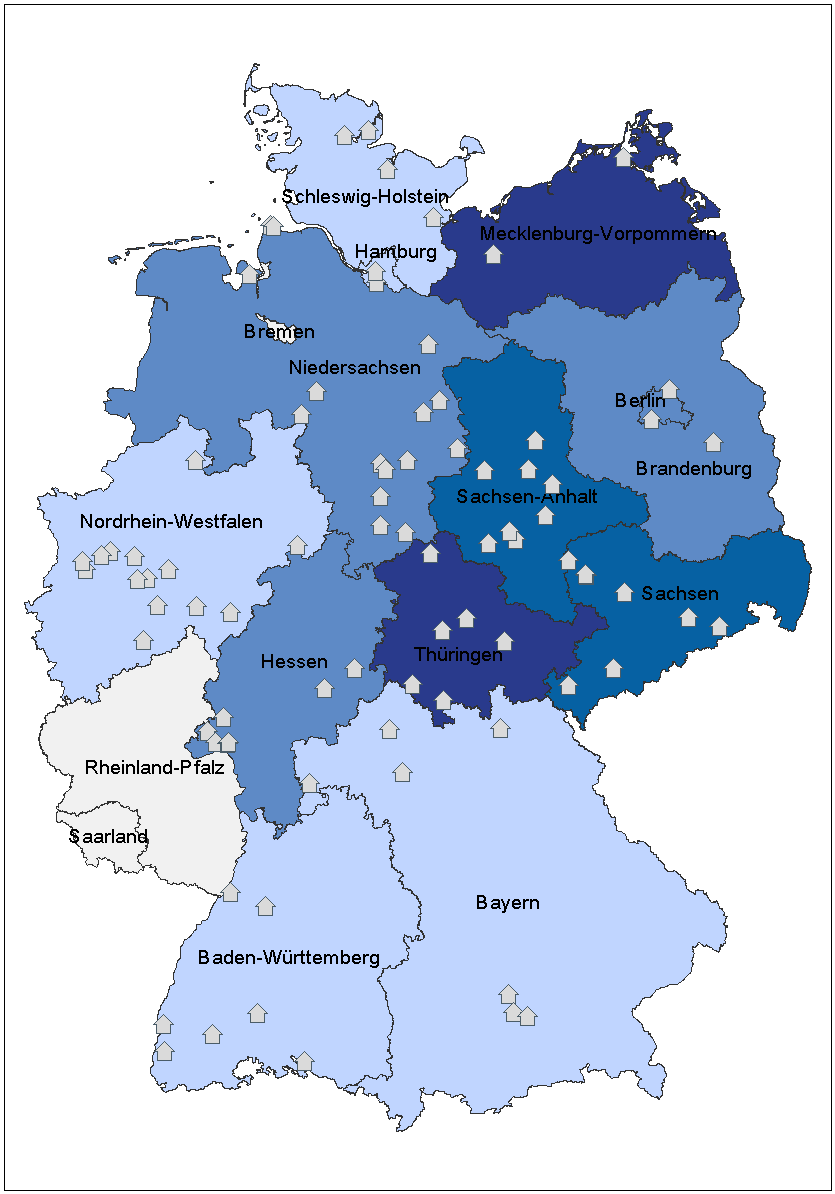 Schleswig-Holstein
Mecklenburg-Vorpommern
Hamburg
Bremen
Niedersachsen
Berlin
Brandenburg
Sachsen-Anhalt
Nordrhein-Westfalen
Sachsen
Thüringen
Hessen
Rheinland-Pfalz
Saarland
Bayern
Baden-Württemberg